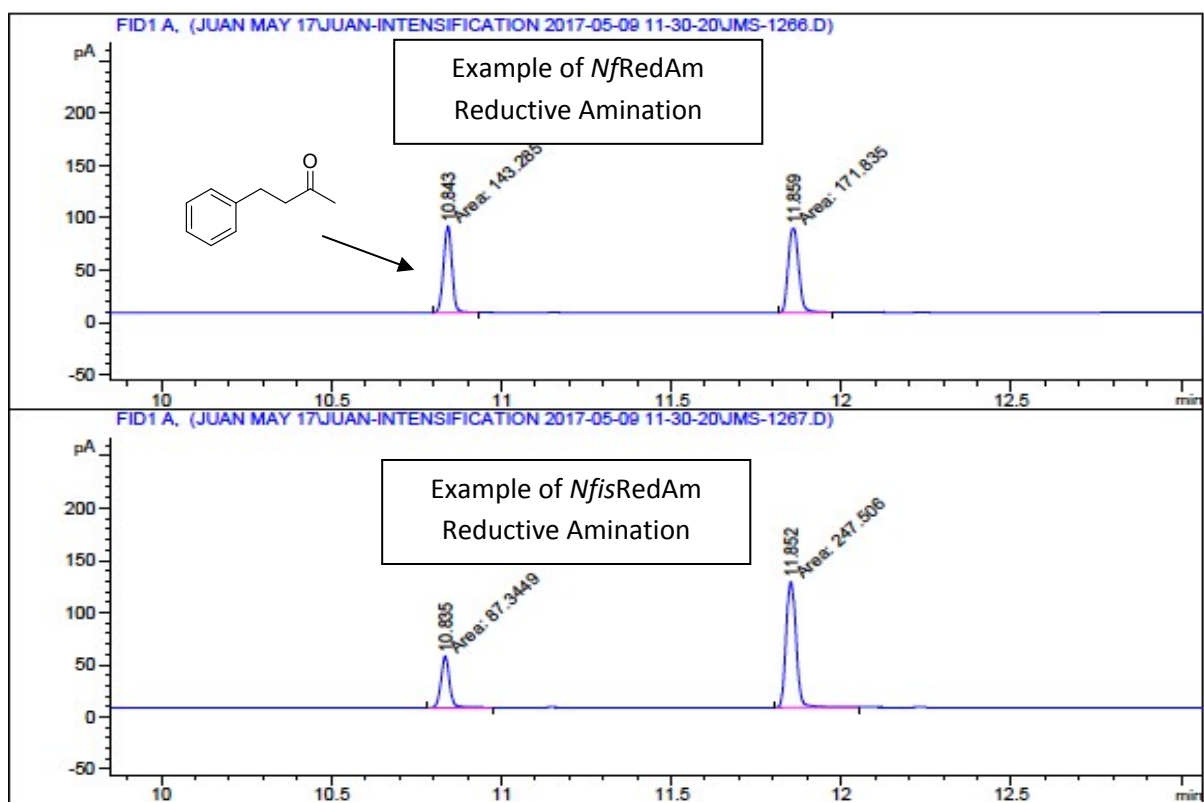 FID1 A, (JUAN MAY 17\JUAN-INTENSIFICATION 2017-05-09 11-30-20\JMS-1266.D)
pA
Example of NfRedAm
Reductive Amination
200
150
100
50
0
-50
O
10.843
Area: 143.285
11.859
Area: 171.835
10
10.5
11
11.5
12
12.5
min
FID1 A, (JUAN MAY 17\JUAN-INTENSIFICATION 2017-05-09 11-30-20\JMS-1267.D)
pA
Example of NfisRedAm
Reductive Amination
200
150
100
50
0
-50
10.835
Area: 87.3449
11.852
Area: 247.506
10
10.5
11
11.5
12
12.5
min